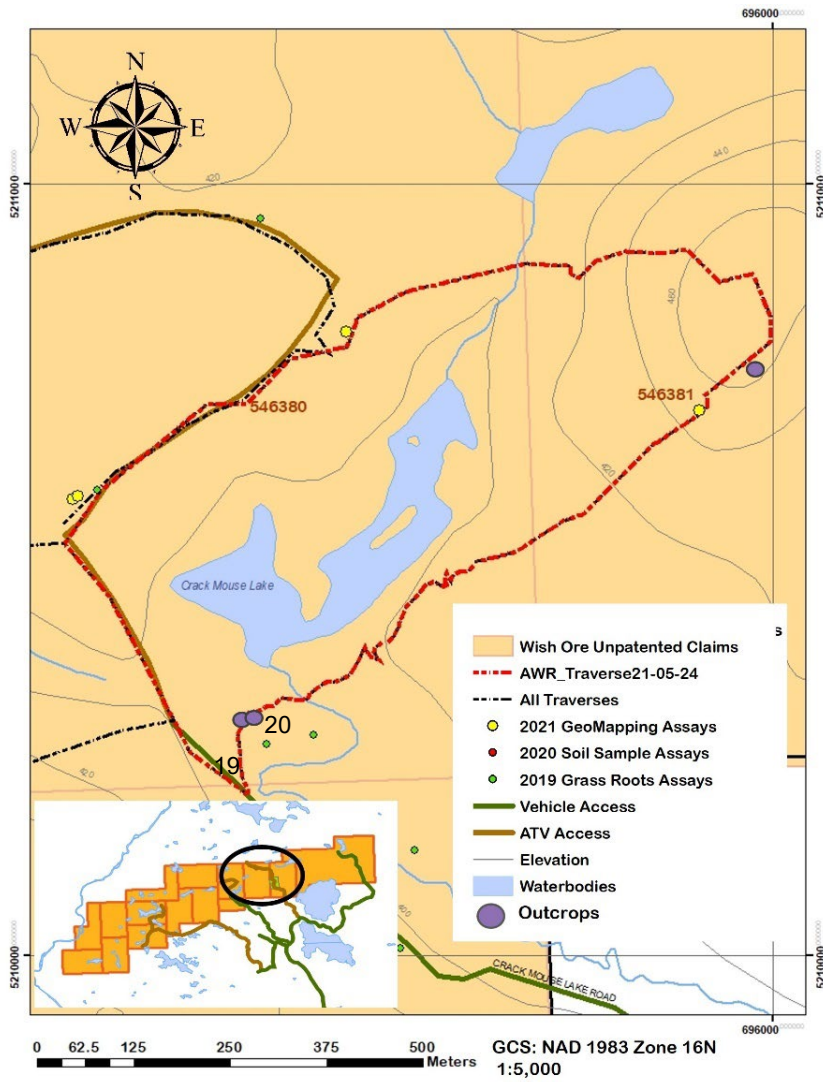 696000
N
W E
S
420
440
5211000
5211000
460
546380
546381
420
Crack Mouse Lake
s
Wish Ore Unpatented Claims
AWR_Traverse21-05-24
All Traverses
2021 GeoMapping Assays
2020 Soil Sample Assays
2019 Grass Roots Assays
Vehicle Access
ATV Access
Elevation
Waterbodies
Outcrops
20
19
420
400
5210000
5210000
CRACK MOUSE LAKE ROAD
696000
0 62.5 125 250 375 500
Meters
GCS: NAD 1983 Zone 16N
1:5,000